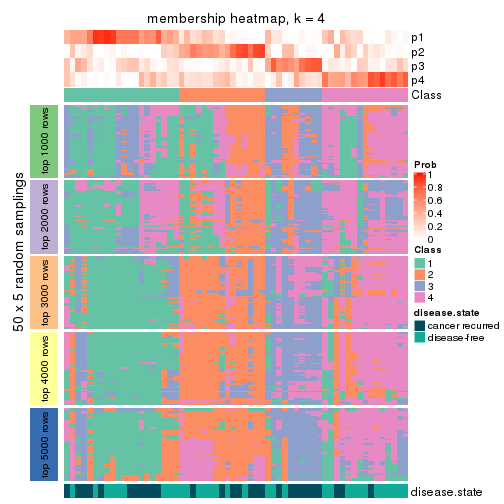 membership heatmap, k = 4
p1
p2
p3
p4
Class
50 x 5 random samplings
top 1000 rows
top 2000 rows
top 3000 rows
top 4000 rows
top 5000 rows
Prob
1
0.8
0.6
0.4
0.2
0
Class
1
2
3
4
disease.state
cancer recurred
disease-free
disease.state